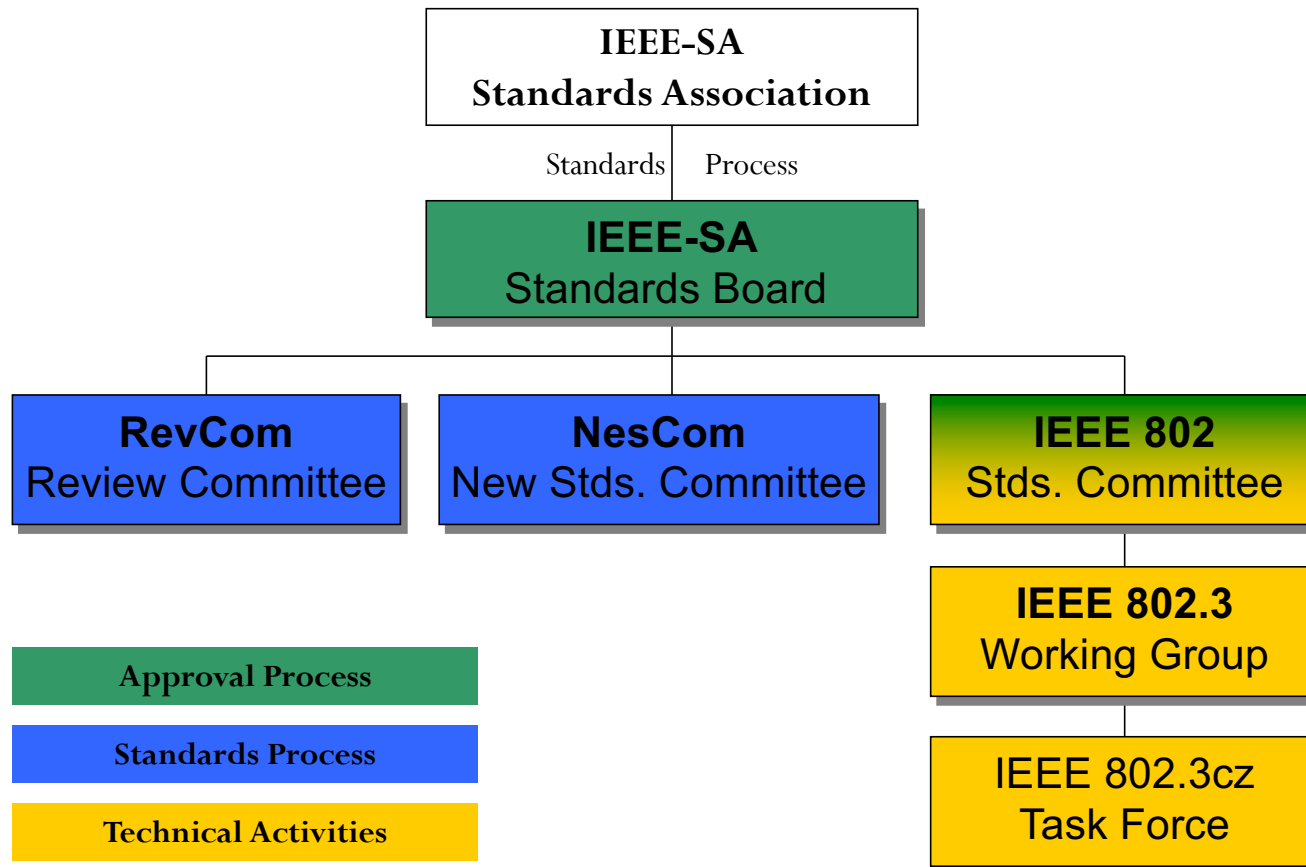 IEEE-SA
Standards Association
Standards Process
IEEE-SA
Standards Board
RevCom
Review Committee
NesCom
New Stds. Committee
IEEE 802
Stds. Committee
IEEE 802.3
Working Group
IEEE 802.3cz
Task Force
Approval Process
Standards Process
Technical Activities